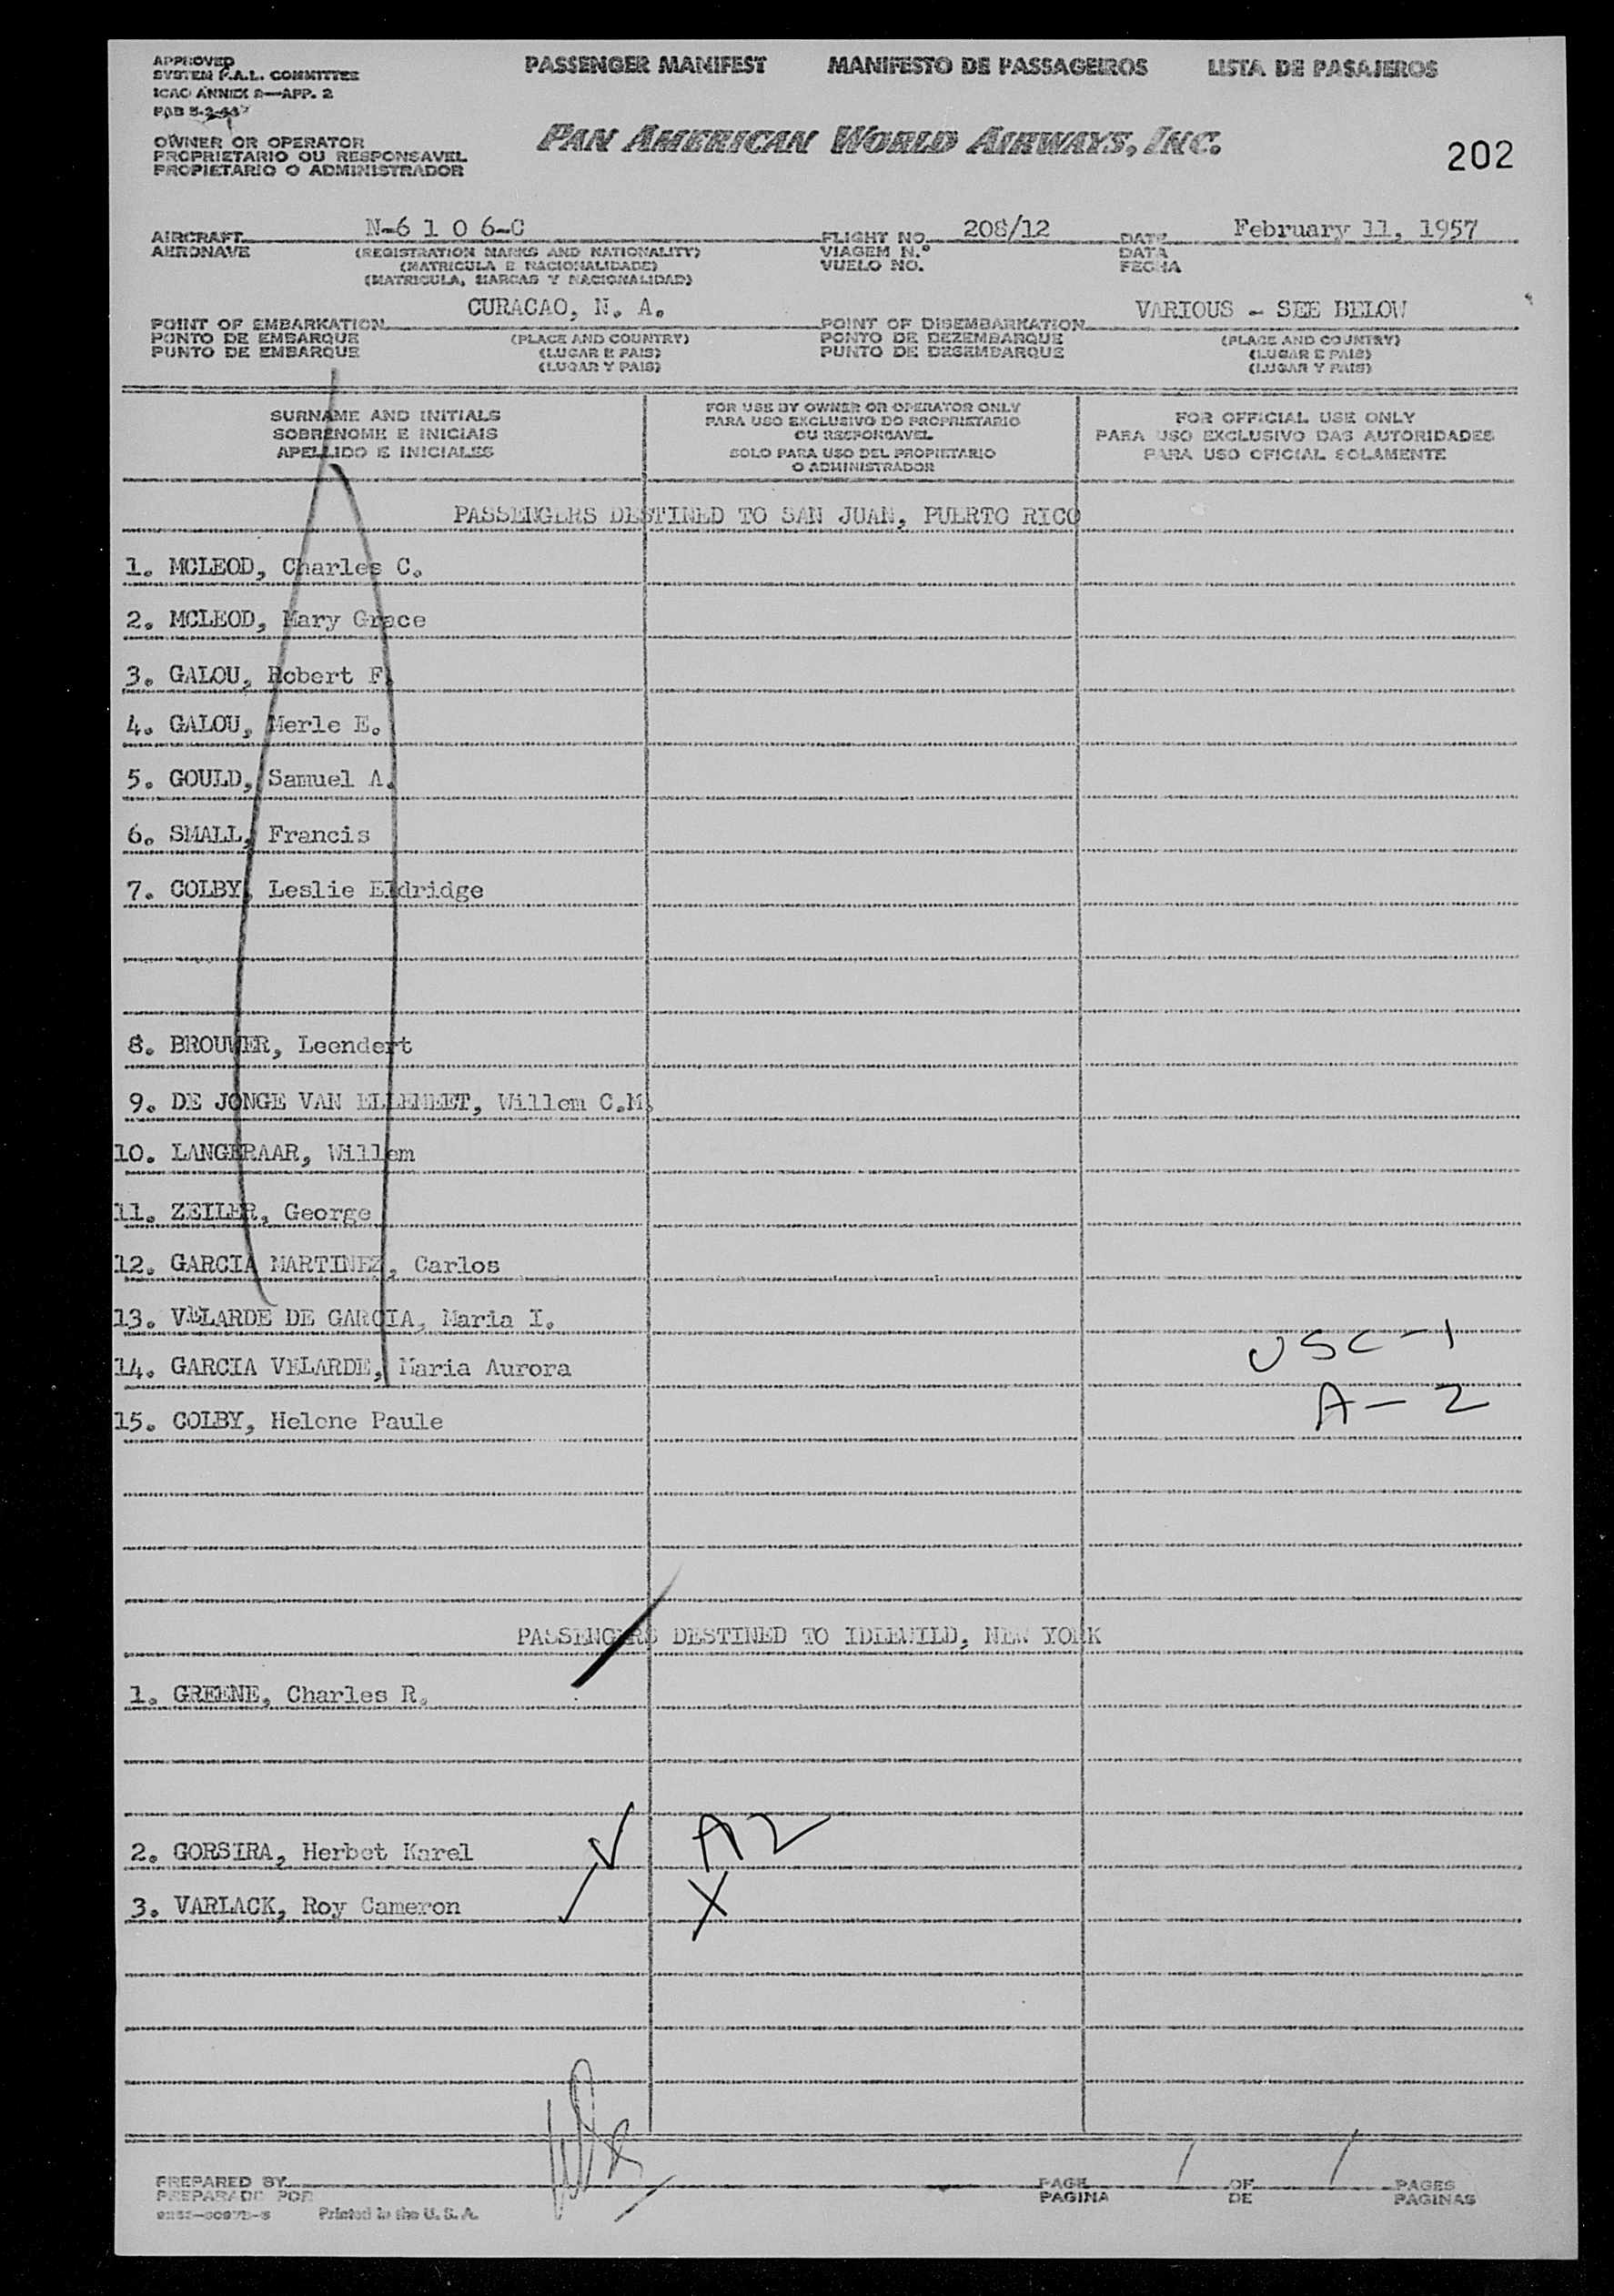 APPROVED
SYSTEM F.A.L. COMMITTEE
ICAO ANNEX 9—APP. 2
PASSENGER MANIFEST MANIFESTO DE PASSAGEIROS LISTA DE PASAJEROS
OWNER OR OPERATOR
PROPRIETARIO OU RESPONSAVEL
PROPIETARIO O ADMINISTRADOR
PAN AMERICAN WORLD AIRWAYS, INC.
202
AIRCRAFT N-6 1 0 6-C FLIGHT NO. 208/12 DATE February 11, 1957
AERONAVE (REGISTRATION MARKS AND NATIONALITY) VIAGEM N.º DATA
(MATRICULA E NACIONALIDADE) VUELO NO. FECHA
(MATRICULA, MARCAS Y NACIONALIDAD)
CURACAO, N. A. VARIOUS - SEE BELOW
POINT OF EMBARKATION POINT OF DISEMBARKATION
PONTO DE EMBARQUE (PLACE AND COUNTRY) PONTO DE DEZEMBARQUE (PLACE AND COUNTRY)
PUNTO DE EMBARQUE (LUGAR E PAIS) PUNTO DE DESEMBARQUE (LUGAR E PAIS)
(LUGAR Y PAIS) (LUGAR Y PAIS)
SURNAME AND INITIALS
SOBRENOME E INICIAIS
APELLIDO E INICIALES
FOR USE BY OWNER OR OPERATOR ONLY
PARA USO EXCLUSIVO DO PROPRIETARIO
OU RESPONSAVEL
SOLO PARA USO DEL PROPIETARIO
O ADMINISTRADOR
FOR OFFICIAL USE ONLY
PARA USO EXCLUSIVO DAS AUTORIDADES
PARA USO OFICIAL SOLAMENTE
PASSENGERS DESTINED TO SAN JUAN, PUERTO RICO
1. MCLEOD, Charles C.
2. MCLEOD, Mary Grace
3. GALOU, Robert F.
4. GALOU, Merle E.
5. GOULD, Samuel A.
6. SMALL, Francis
7. COLBY, Leslie Eldridge
8. BROUWER, Leendert
9. DE JONGE VAN ELLEMEET, Willem C.M.
10. LANGERAAR, Willem
11. ZEILER, George
12. GARCIA MARTINEZ, Carlos
13. VELARDE DE GARCIA, Maria I.
USC-1
14. GARCIA VELARDE, Maria Aurora
A-2
15. COLBY, Helene Paule
PASSENGERS DESTINED TO IDLEWILD, NEW YORK
1. GREENE, Charles R.
2. GORSIRA, Herbet Karel A2
3. VARLACK, Roy Cameron X
PREPARED BY PAGE 1 OF 1 PAGES
PREPARADO POR PAGINA DE PAGINAS
Printed in the U. S. A.